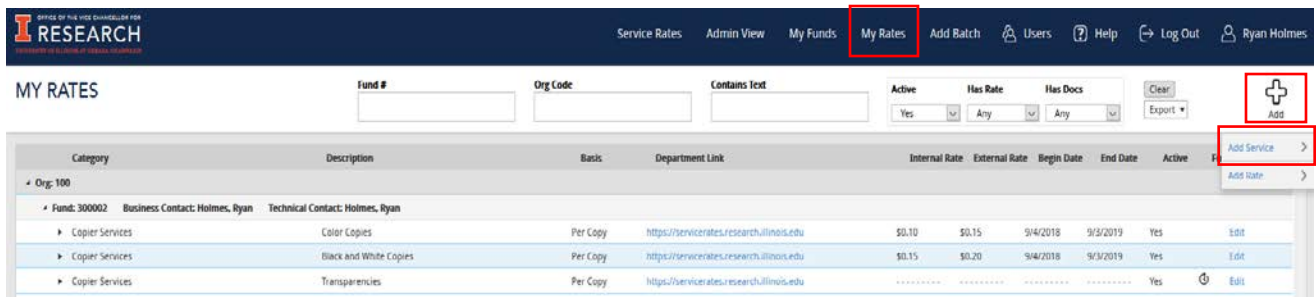 OFFICE OF THE VICE CHANCELLOR FOR
RESEARCH
UNIVERSITY OF ILLINOIS AT URBANA-CHAMPAIGN
Service Rates Admin View My Funds My Rates Add Batch Users Help Log Out Ryan Holmes
MY RATES
Fund # Org Code Contains Text Active Has Rate Has Docs Clear
Yes Any Any Export
Add
Add Service
Add Rate
Category Description Basis Department Link Internal Rate External Rate Begin Date End Date Active
Org: 100
Fund: 300002 Business Contact: Holmes, Ryan Technical Contact: Holmes, Ryan
Copier Services Color Copies Per Copy https://servicerates.research.illinois.edu $0.10 $0.15 9/4/2018 9/3/2019 Yes Edit
Copier Services Black and White Copies Per Copy https://servicerates.research.illinois.edu $0.15 $0.20 9/4/2018 9/3/2019 Yes Edit
Copier Services Transparencies Per Copy https://servicerates.research.illinois.edu --------- --------- --------- --------- Yes Edit